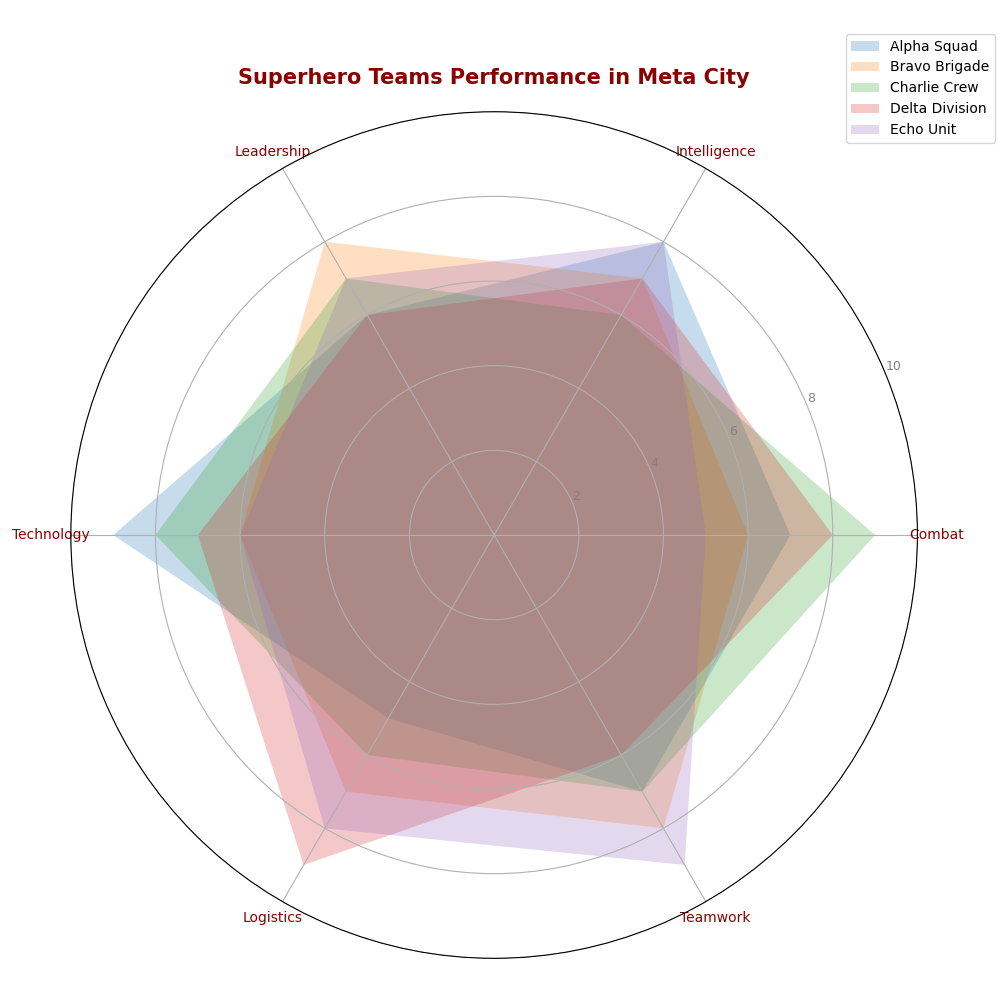 Alpha Squad
Bravo Brigade
Charlie Crew
Delta Division
Echo Unit
Superhero Teams Performance in Meta City
Leadership
Intelligence
10
8
6
4
2
Technology
Combat
Logistics
Teamwork